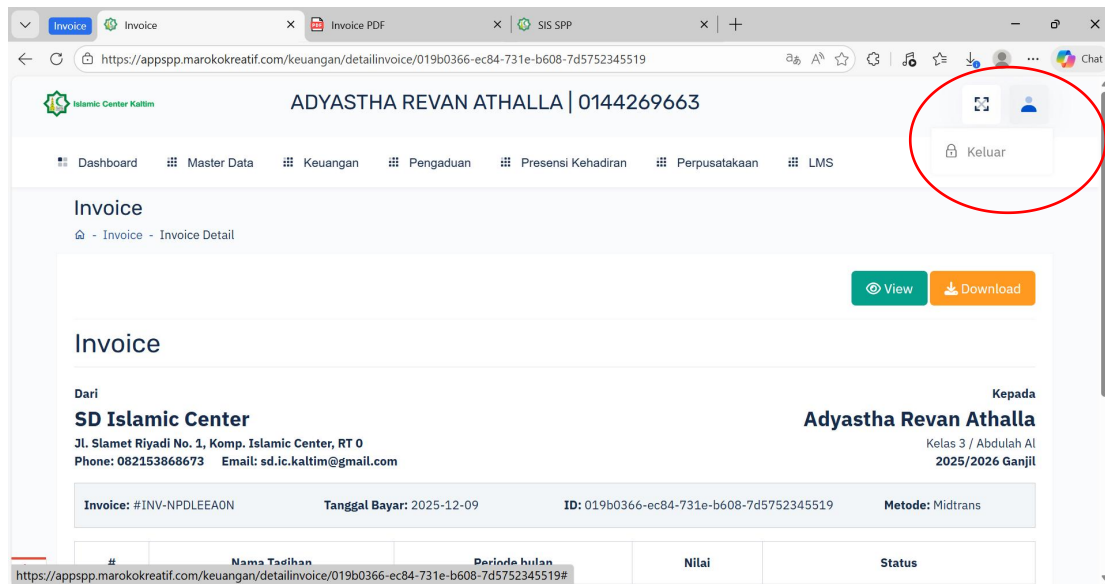 Invoice
Invoice
Invoice PDF
SIS SPP
https://appspp.marokokreatif.com/keuangan/detailinvoice/019b0366-ec84-731e-b608-7d5752345519
Chat
Islamic Center Kaltim
ADYASTHA REVAN ATHALLA | 0144269663
Dashboard
Master Data
Keuangan
Pengaduan
Presensi Kehadiran
Perpusatakaan
LMS
Keluar
Invoice
- Invoice - Invoice Detail
View
Download
Invoice
Dari
Kepada
SD Islamic Center
Adyastha Revan Athalla
Jl. Slamet Riyadi No. 1, Komp. Islamic Center, RT 0
Kelas 3 / Abdulah Al
Phone: 082153868673 Email: sd.ic.kaltim@gmail.com
2025/2026 Ganjil
Invoice: #INV-NPDLEEA0N
Tanggal Bayar: 2025-12-09
ID: 019b0366-ec84-731e-b608-7d5752345519
Metode: Midtrans
#
Nama Tagihan
Periode bulan
Nilai
Status
https://appspp.marokokreatif.com/keuangan/detailinvoice/019b0366-ec84-731e-b608-7d5752345519#